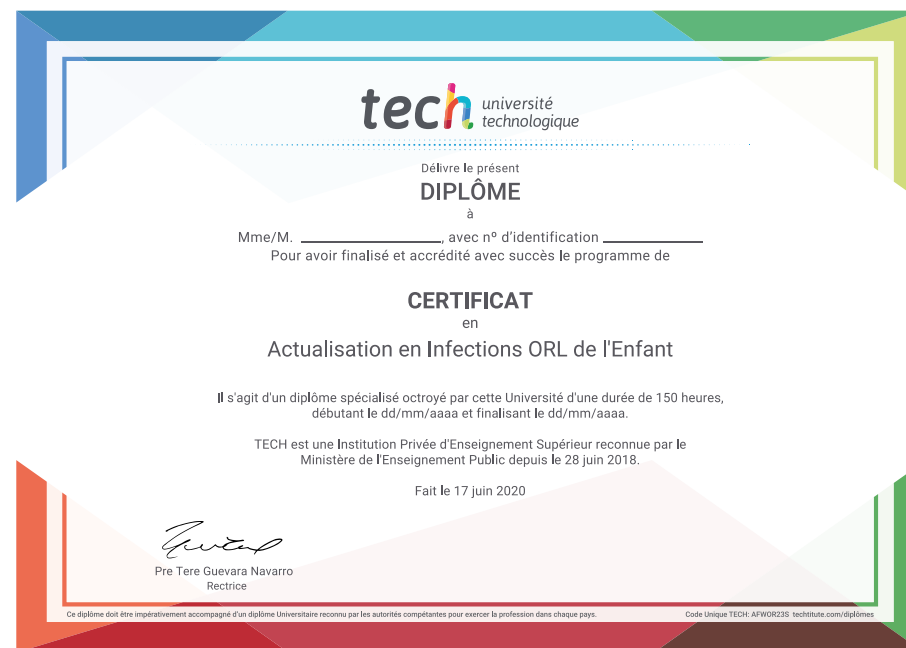 tech université
technologique
Délivre le présent
DIPLÔME
à
Mme/M. ____________________, avec nº d'identification ______________
Pour avoir finalisé et accrédité avec succès le programme de
CERTIFICAT
en
Actualisation en Infections ORL de l'Enfant
Il s'agit d'un diplôme spécialisé octroyé par cette Université d'une durée de 150 heures,
débutant le dd/mm/aaaa et finalisant le dd/mm/aaaa.
TECH est une Institution Privée d'Enseignement Supérieur reconnue par le
Ministère de l'Enseignement Public depuis le 28 juin 2018.
Fait le 17 juin 2020
Pre Tere Guevara Navarro
Rectrice
Ce diplôme doit être impérativement accompagné d'un diplôme Universitaire reconnu par les autorités compétantes pour exercer la profession dans chaque pays.
Code Unique TECH: AFWOR23S techtitute.com/diplômes